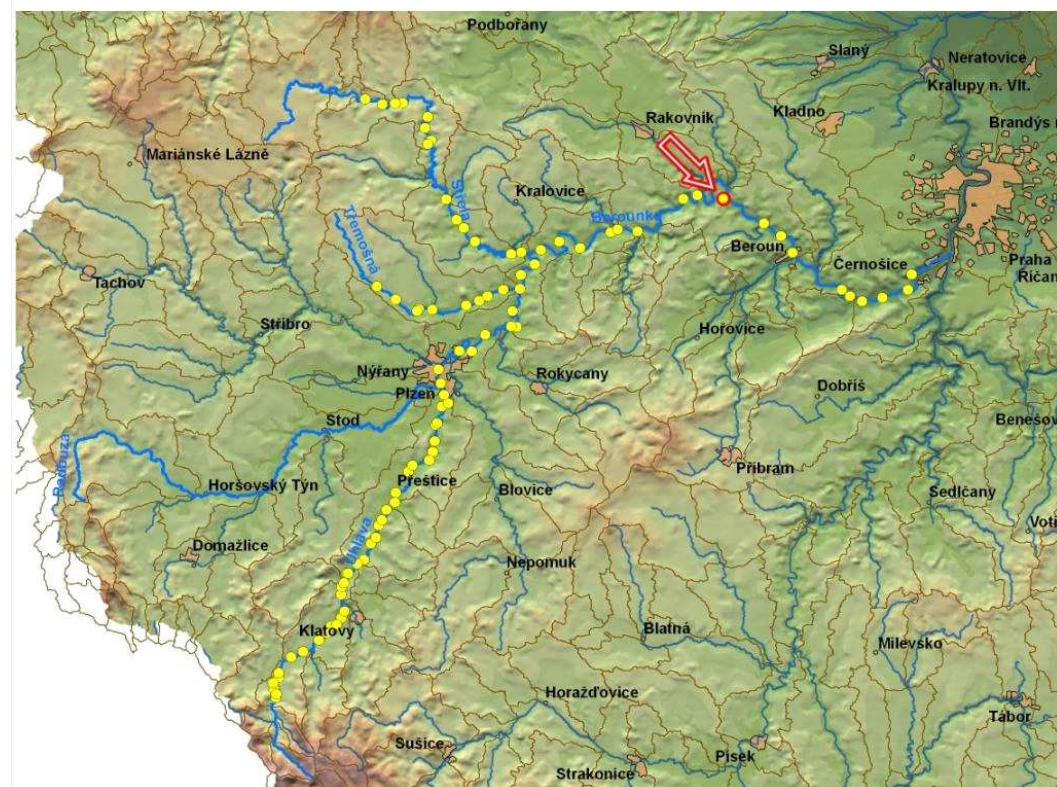 Podbořany
Slaný
Neratovice
Kralupy n. Vlt.
Rakovník
Kladno
Brandýs n
Mariánské Lázně
Kralovice
Střela
Berounka
Třemošná
Beroun
Černošice
Praha
Říčan
Tachov
Stříbro
Hořovice
Nýřany
Rokycany
Dobříš
Plzeň
Benešov
Stod
Radbuza
Příbram
Horšovský Týn
Přeštice
Blovice
Sedlčany
Voti
Úhlava
Domažlice
Nepomuk
Klatovy
Blatná
Milevsko
Horažďovice
Tábor
Sušice
Písek
Strakonice